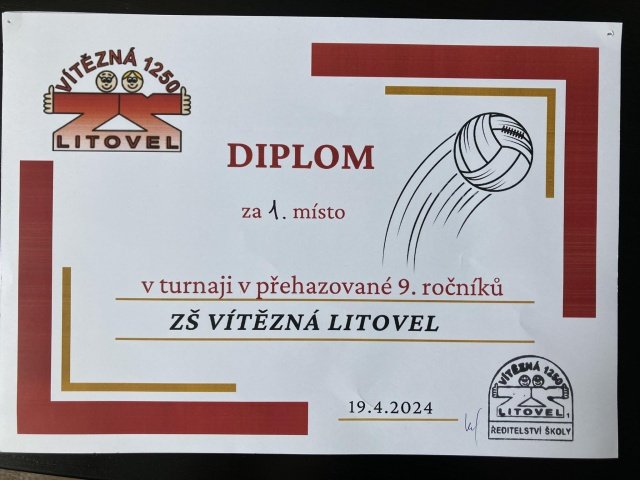 VÍTĚZNÁ 1250
LITOVEL
DIPLOM
za 1. místo
v turnaji v přehazované 9. ročníků
ZŠ VÍTĚZNÁ LITOVEL
19.4.2024
VÍTĚZNÁ 1250
LITOVEL 1
ŘEDITELSTVÍ ŠKOLY